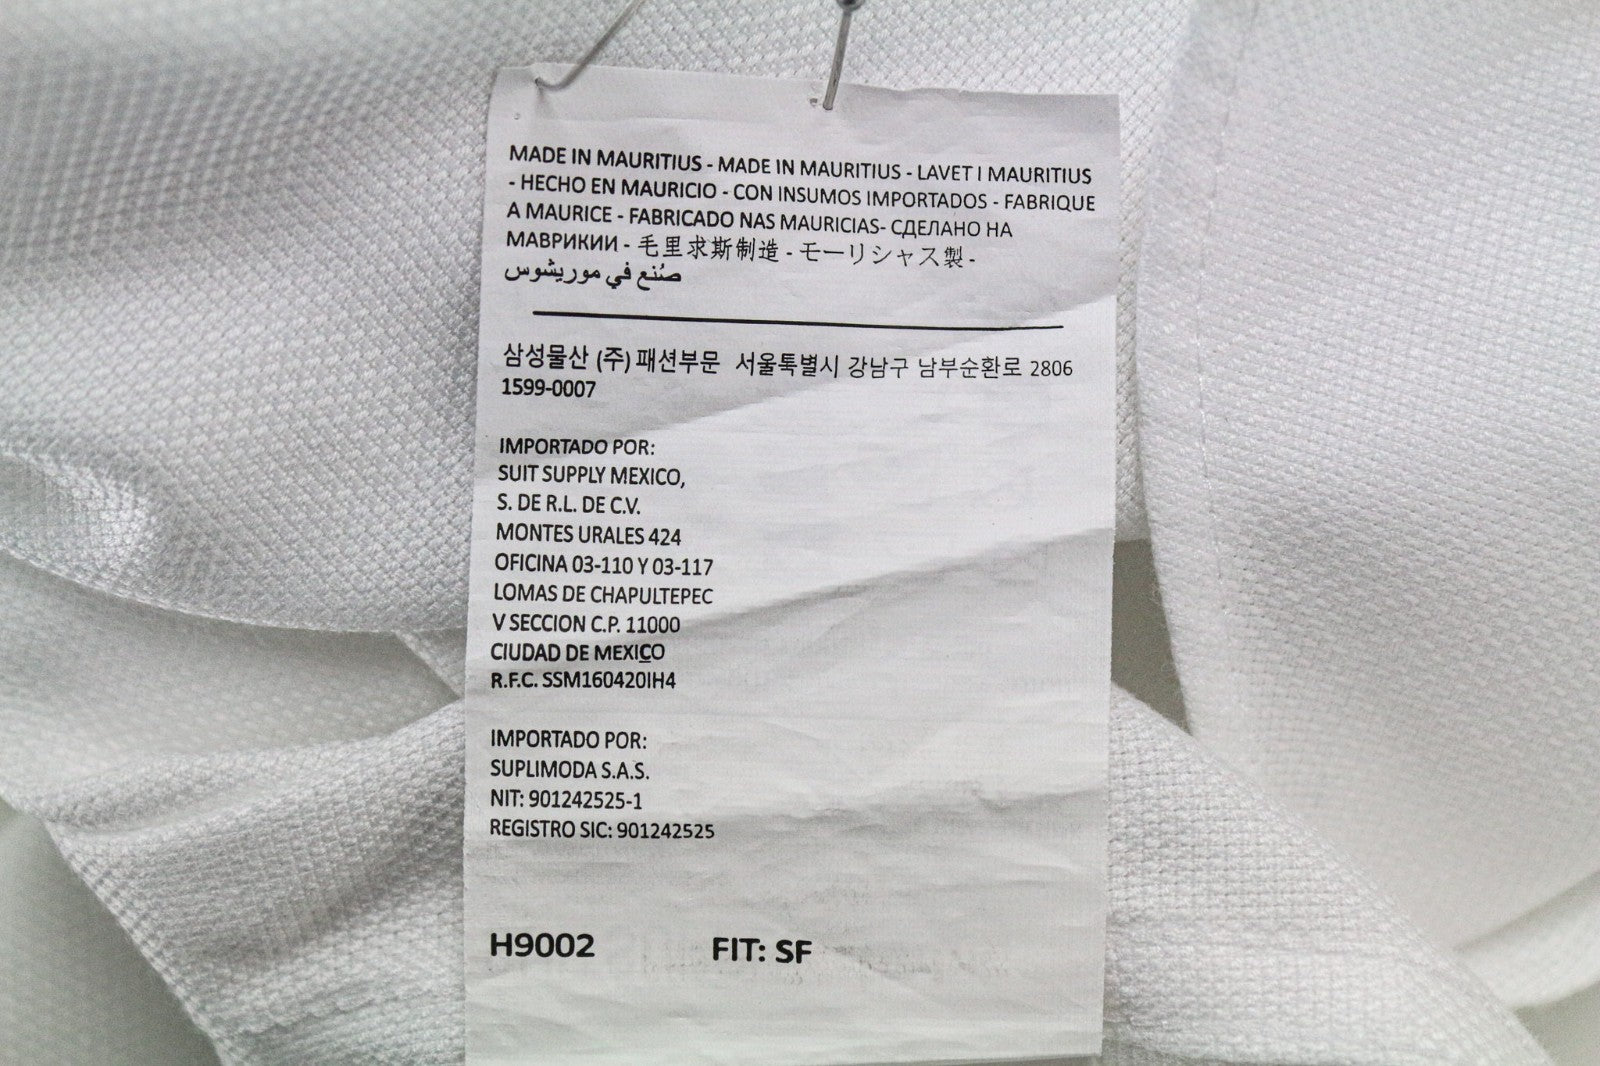 MADE IN MAURITIUS - MADE IN MAURITIUS - LAVET I MAURITIUS
- HECHO EN MAURICIO - CON INSUMOS IMPORTADOS - FABRIQUE
A MAURICE - FABRICADO NAS MAURICIAS- СДЕЛАНО НА
МАВРИКИИ - 毛里求斯制造 - モーリシャス製 -
صُنع في موريشوس
삼성물산 (주) 패션부문 서울특별시 강남구 남부순환로 2806
1599-0007
IMPORTADO POR:
SUIT SUPPLY MEXICO,
S. DE R.L. DE C.V.
MONTES URALES 424
OFICINA 03-110 Y 03-117
LOMAS DE CHAPULTEPEC
V SECCION C.P. 11000
CIUDAD DE MEXICO
R.F.C. SSM160420IH4
IMPORTADO POR:
SUPLIMODA S.A.S.
NIT: 901242525-1
REGISTRO SIC: 901242525
H9002 FIT: SF